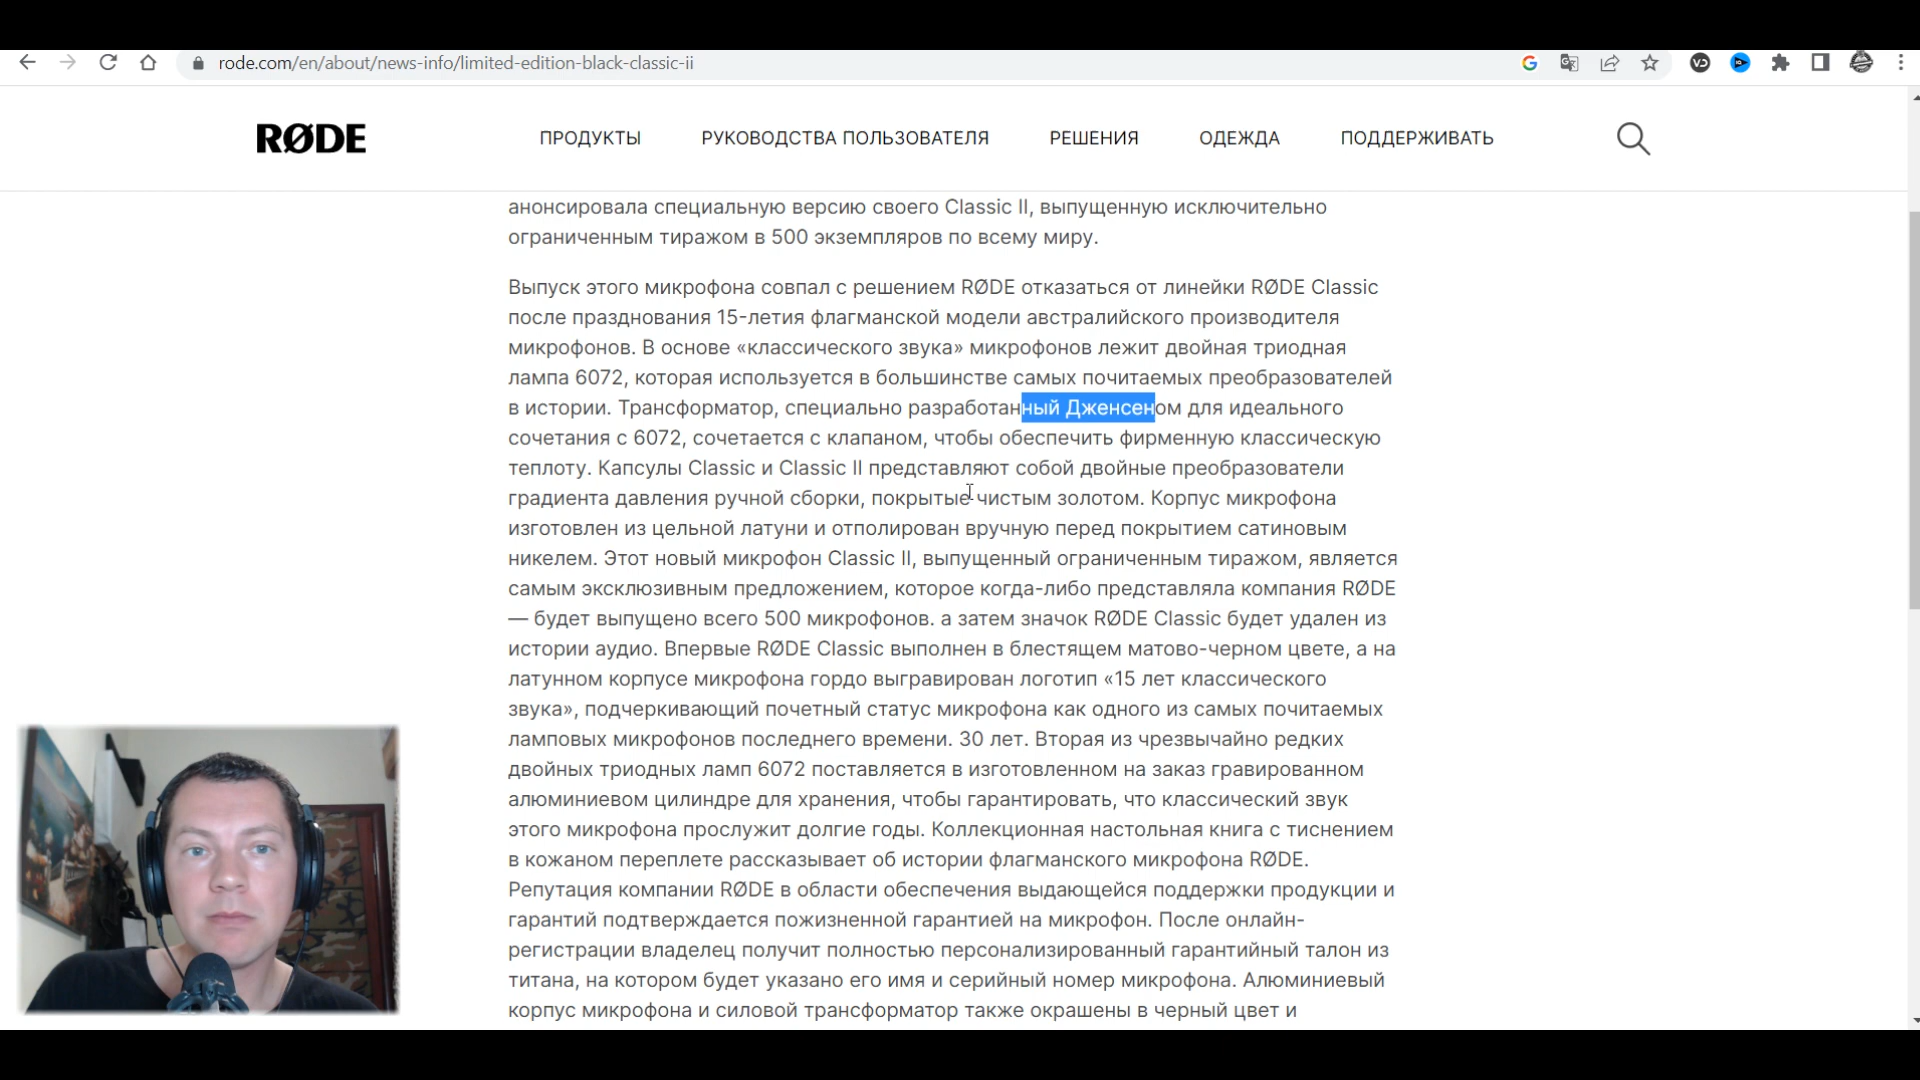 rode.com/en/about/news-info/limited-edition-black-classic-ii
RØDE
ПРОДУКТЫ
РУКОВОДСТВА ПОЛЬЗОВАТЕЛЯ
РЕШЕНИЯ
ОДЕЖДА
ПОДДЕРЖИВАТЬ
анонсировала специальную версию своего Classic II, выпущенную исключительно
ограниченным тиражом в 500 экземпляров по всему миру.
Выпуск этого микрофона совпал с решением RØDE отказаться от линейки RØDE Classic
после празднования 15-летия флагманской модели австралийского производителя
микрофонов. В основе «классического звука» микрофонов лежит двойная триодная
лампа 6072, которая используется в большинстве самых почитаемых преобразователей
в истории. Трансформатор, специально разработанный Дженсеном для идеального
сочетания с 6072, сочетается с клапаном, чтобы обеспечить фирменную классическую
теплоту. Капсулы Classic и Classic II представляют собой двойные преобразователи
градиента давления ручной сборки, покрытые чистым золотом. Корпус микрофона
изготовлен из цельной латуни и отполирован вручную перед покрытием сатиновым
никелем. Этот новый микрофон Classic II, выпущенный ограниченным тиражом, является
самым эксклюзивным предложением, которое когда-либо представляла компания RØDE
— будет выпущено всего 500 микрофонов. а затем значок RØDE Classic будет удален из
истории аудио. Впервые RØDE Classic выполнен в блестящем матово-черном цвете, а на
латунном корпусе микрофона гордо выгравирован логотип «15 лет классического
звука», подчеркивающий почетный статус микрофона как одного из самых почитаемых
ламповых микрофонов последнего времени. 30 лет. Вторая из чрезвычайно редких
двойных триодных ламп 6072 поставляется в изготовленном на заказ гравированном
алюминиевом цилиндре для хранения, чтобы гарантировать, что классический звук
этого микрофона прослужит долгие годы. Коллекционная настольная книга с тиснением
в кожаном переплете рассказывает об истории флагманского микрофона RØDE.
Репутация компании RØDE в области обеспечения выдающейся поддержки продукции и
гарантий подтверждается пожизненной гарантией на микрофон. После онлайн-
регистрации владелец получит полностью персонализированный гарантийный талон из
титана, на котором будет указано его имя и серийный номер микрофона. Алюминиевый
корпус микрофона и силовой трансформатор также окрашены в черный цвет и